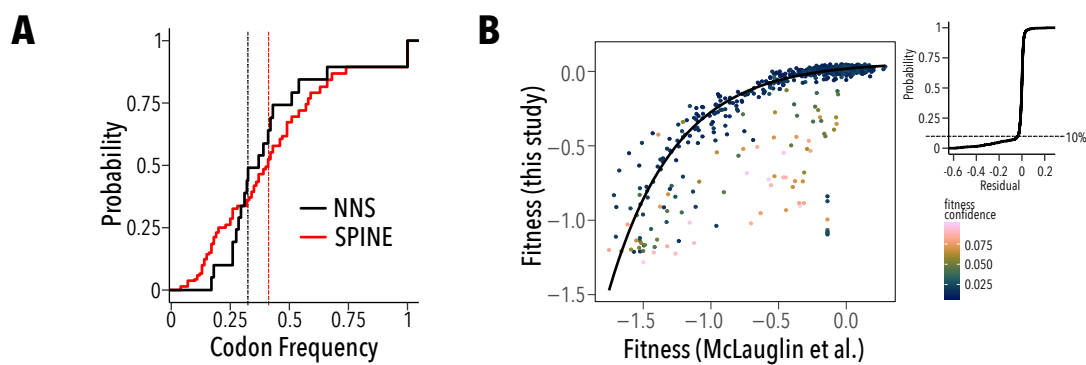 A
Probability
1
0.75
0.5
0.25
0
NNS
SPINE
0
0.25
0.5
0.75
1
Codon Frequency
B
Fitness (this study)
0.0
−0.5
−1.0
−1.5
−1.5
−1.0
−0.5
0.0
Fitness (McLaughlin et al.)
Probability
1
0.75
0.5
0.25
0
10%
-0.6
-0.4
-0.2
0
0.2
Residual
fitness
confidence
0.075
0.050
0.025